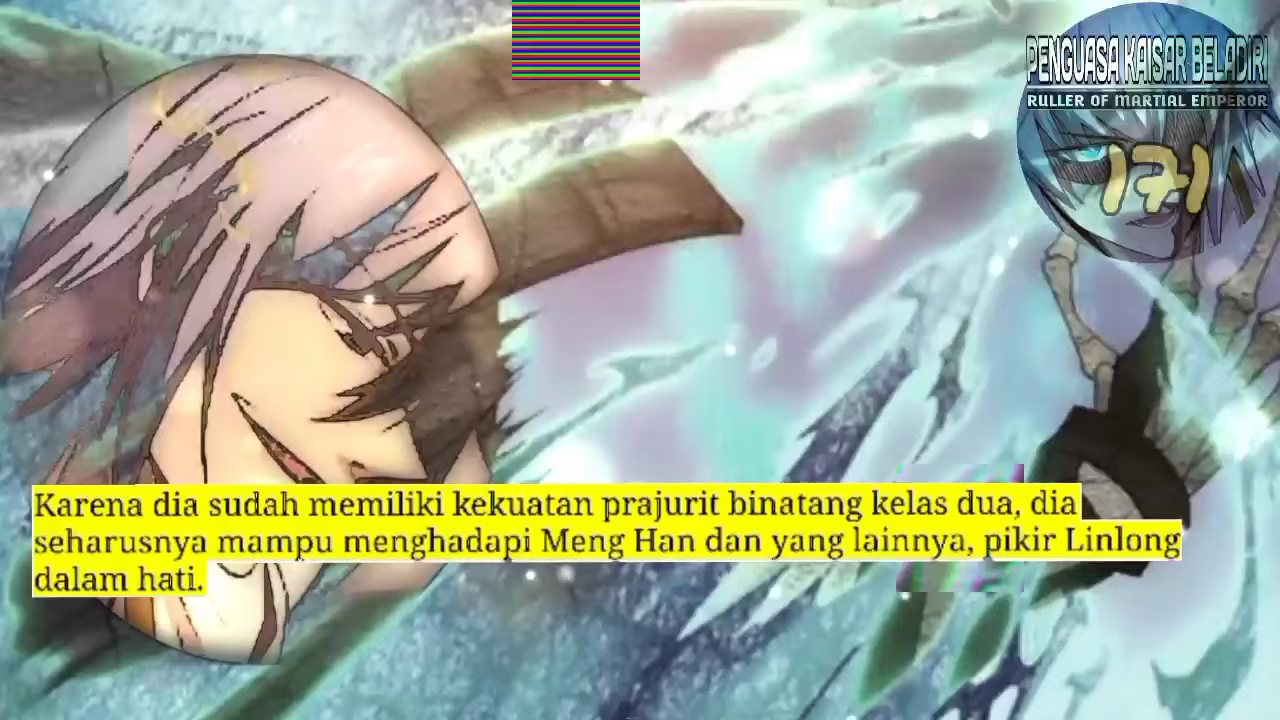 PENGUASA KAISAR BELADIRI
RULLER OF MARTIAL EMPEROR
171
Karena dia sudah memiliki kekuatan prajurit binatang kelas dua, dia
seharusnya mampu menghadapi Meng Han dan yang lainnya, pikir Linlong
dalam hati.